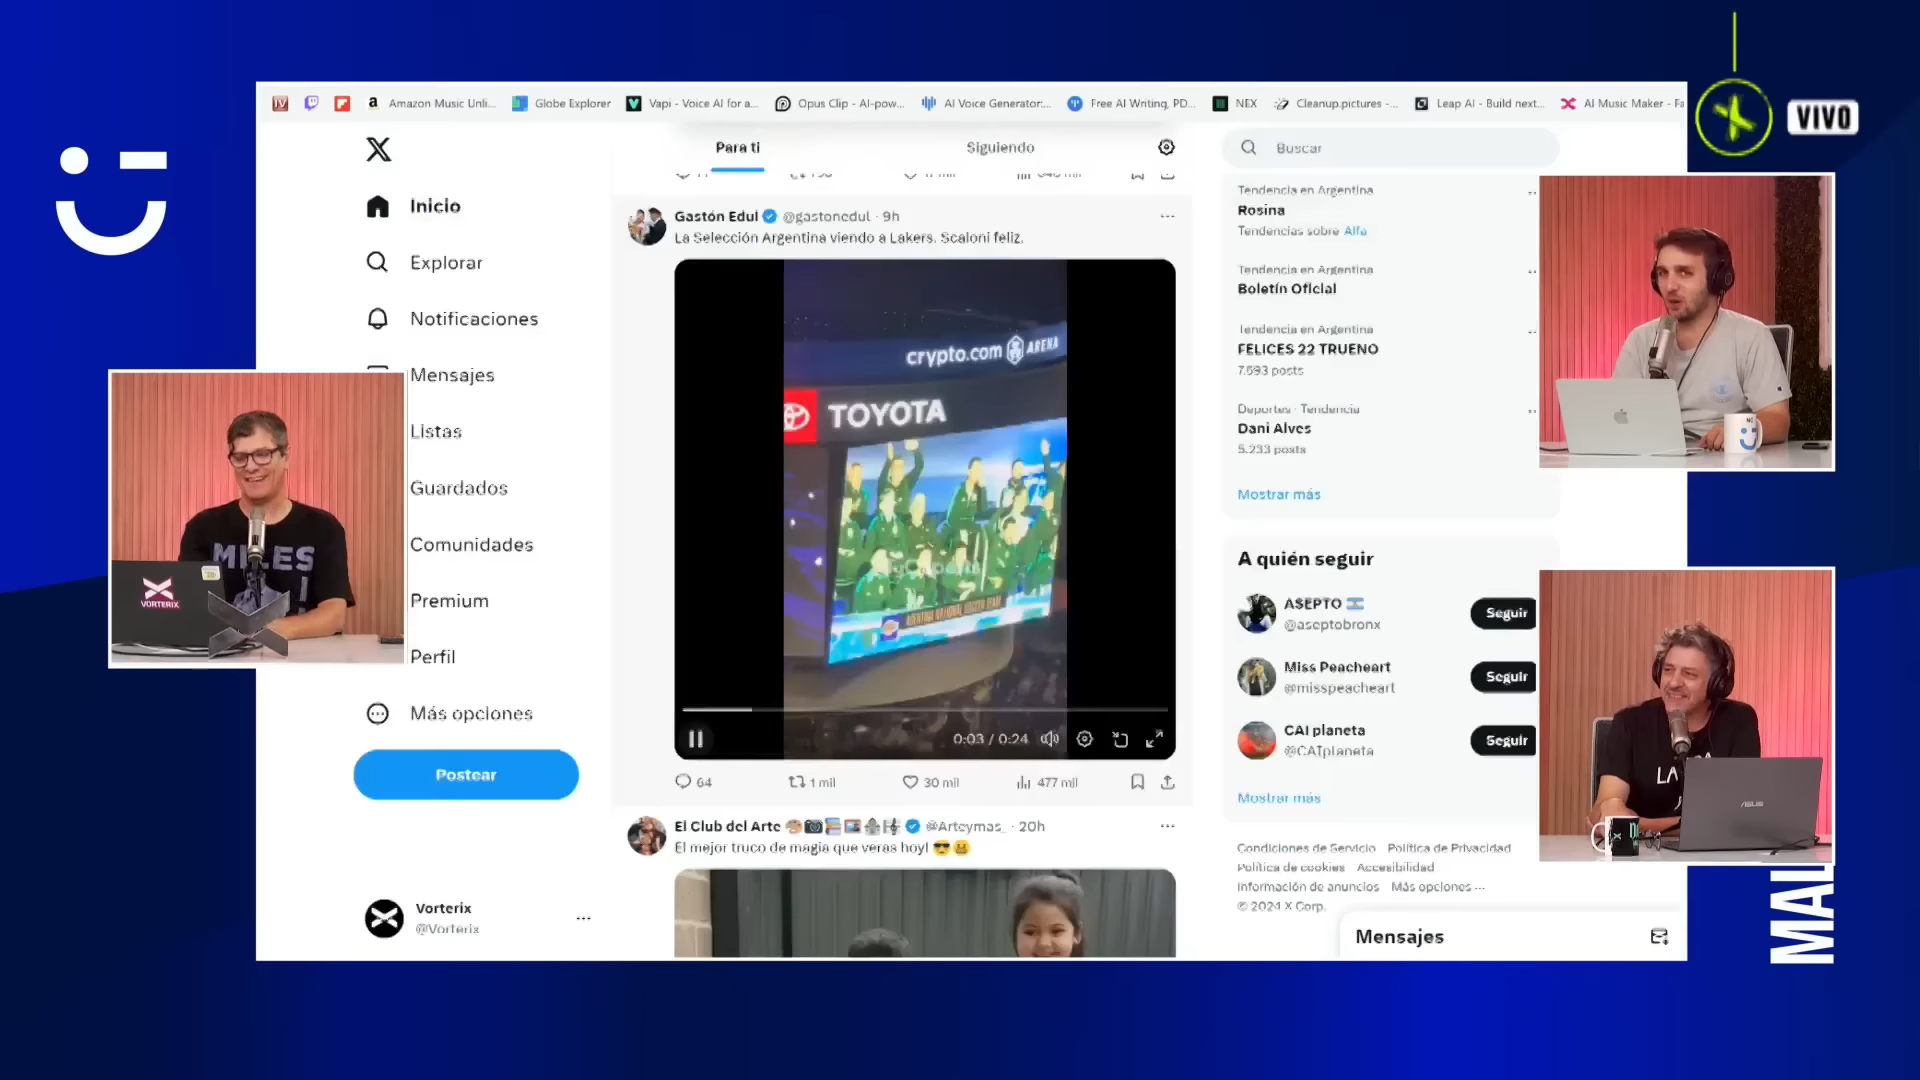 Amazon Music Unli...
Globe Explorer
Vapi - Voice AI for a...
Opus Clip - AI-pow...
AI Voice Generator:...
Free AI Writing, PD...
NEX
Cleanup.pictures -...
Leap AI - Build next...
AI Music Maker - Fa
VIVO
Para ti
Siguiendo
Buscar
Inicio
Explorar
Notificaciones
Mensajes
Listas
Guardados
Comunidades
Premium
Perfil
Más opciones
Postear
Vorterix
@Vorterix
Gastón Edul @gastonedul · 9h
La Selección Argentina viendo a Lakers. Scaloni feliz.
crypto.com ARENA
TOYOTA
ARGENTINA NATIONAL SOCCER TEAM
0:03 / 0:24
64
1 mil
30 mil
477 mil
El Club del Arte @Arteymas_ · 20h
El mejor truco de magia que veras hoy!
Tendencia en Argentina
Rosina
Tendencias sobre Alfa
Tendencia en Argentina
Boletín Oficial
Tendencia en Argentina
FELICES 22 TRUENO
7.593 posts
Deportes · Tendencia
Dani Alves
5.233 posts
Mostrar más
A quién seguir
ASEPTO
@aseptobronx
Seguir
Miss Peacheart
@misspeacheart
Seguir
CAI planeta
@CAIplaneta
Seguir
Mostrar más
Condiciones de Servicio Política de Privacidad
Política de cookies Accesibilidad
Información de anuncios Más opciones ...
© 2024 X Corp.
Mensajes
MILES
VORTERIX
ASUS
MAL